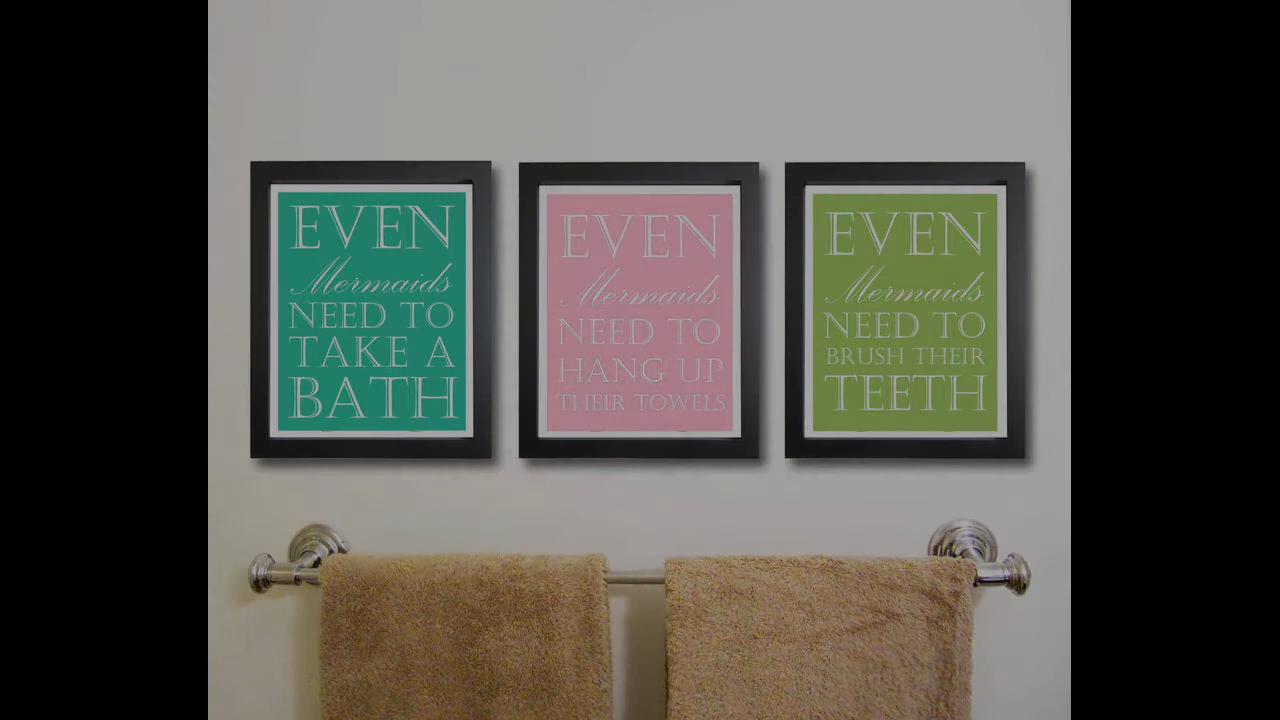 EVEN
Mermaids
NEED TO
TAKE A
BATH
EVEN
Mermaids
NEED TO
HANG UP
THEIR TOWELS
EVEN
Mermaids
NEED TO
BRUSH THEIR
TEETH